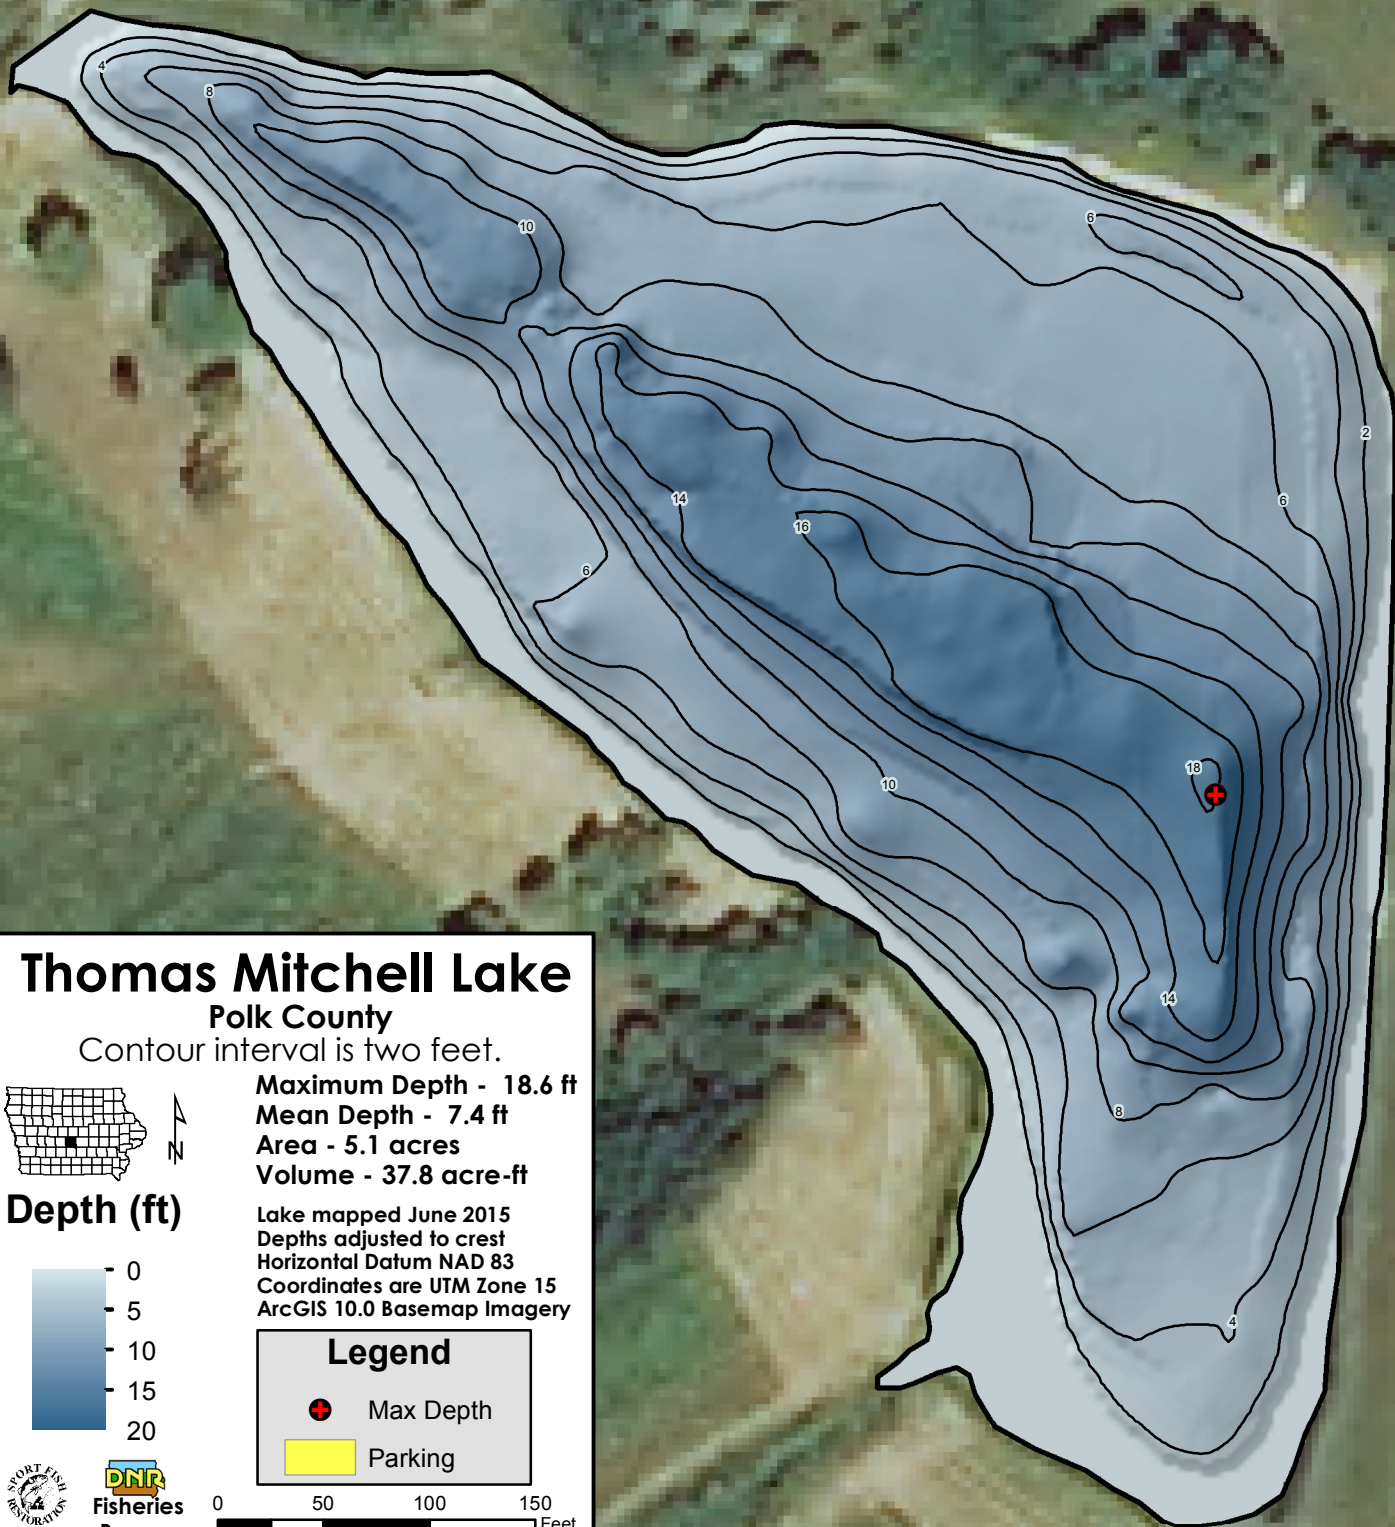 4
8
10
6
2
6
14
16
6
18
10
14
8
4
Thomas Mitchell Lake
Polk County
Contour interval is two feet.
Maximum Depth - 18.6 ft
Mean Depth - 7.4 ft
Area - 5.1 acres
Volume - 37.8 acre-ft
N
Lake mapped June 2015
Depths adjusted to crest
Horizontal Datum NAD 83
Coordinates are UTM Zone 15
ArcGIS 10.0 Basemap Imagery
Depth (ft)
0
5
10
15
20
Legend
Max Depth
Parking
SPORT FISH
RESTORATION
DNR
Fisheries
0 50 100 150
Feet